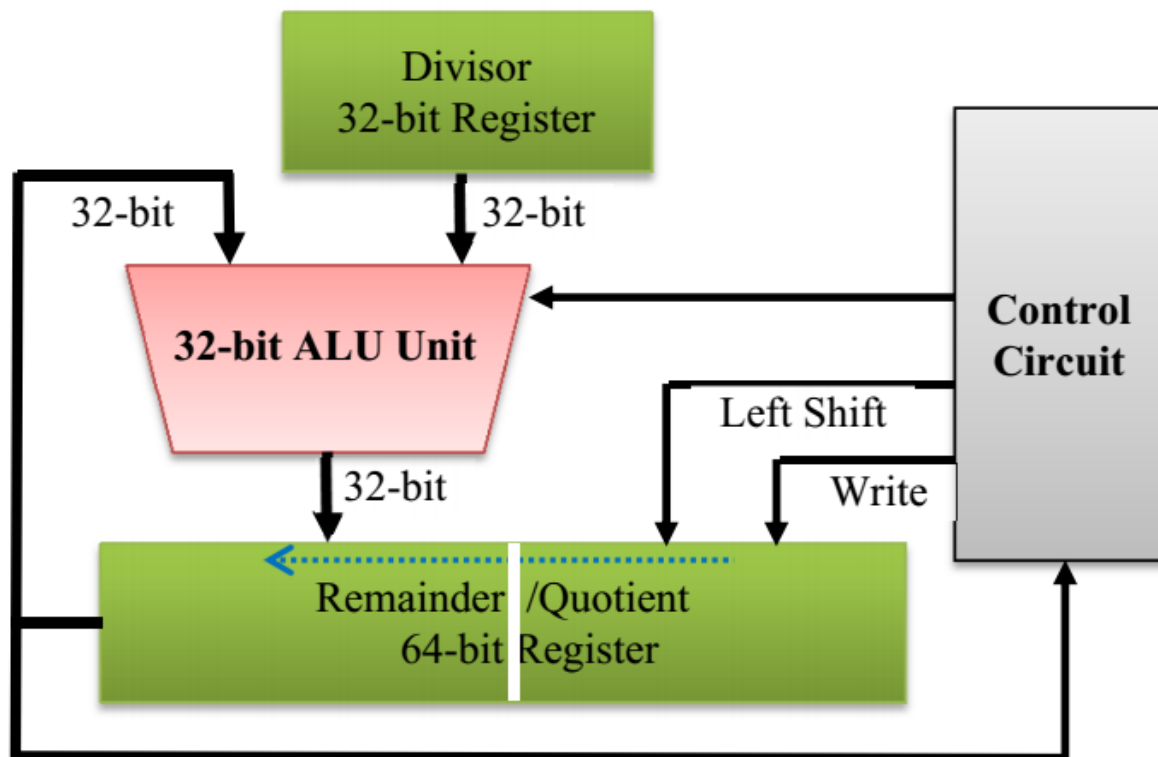 Divisor
32-bit Register
32-bit
32-bit
32-bit ALU Unit
Control
Circuit
Left Shift
32-bit
Write
Remainder /Quotient
64-bit Register